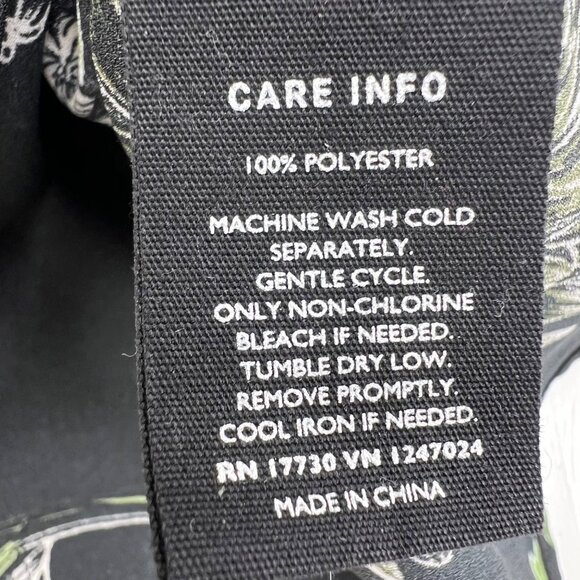 CARE INFO
100% POLYESTER
MACHINE WASH COLD
SEPARATELY.
GENTLE CYCLE.
ONLY NON-CHLORINE
BLEACH IF NEEDED.
TUMBLE DRY LOW.
REMOVE PROMPTLY.
COOL IRON IF NEEDED.
RN 17730 VN 1247024
MADE IN CHINA